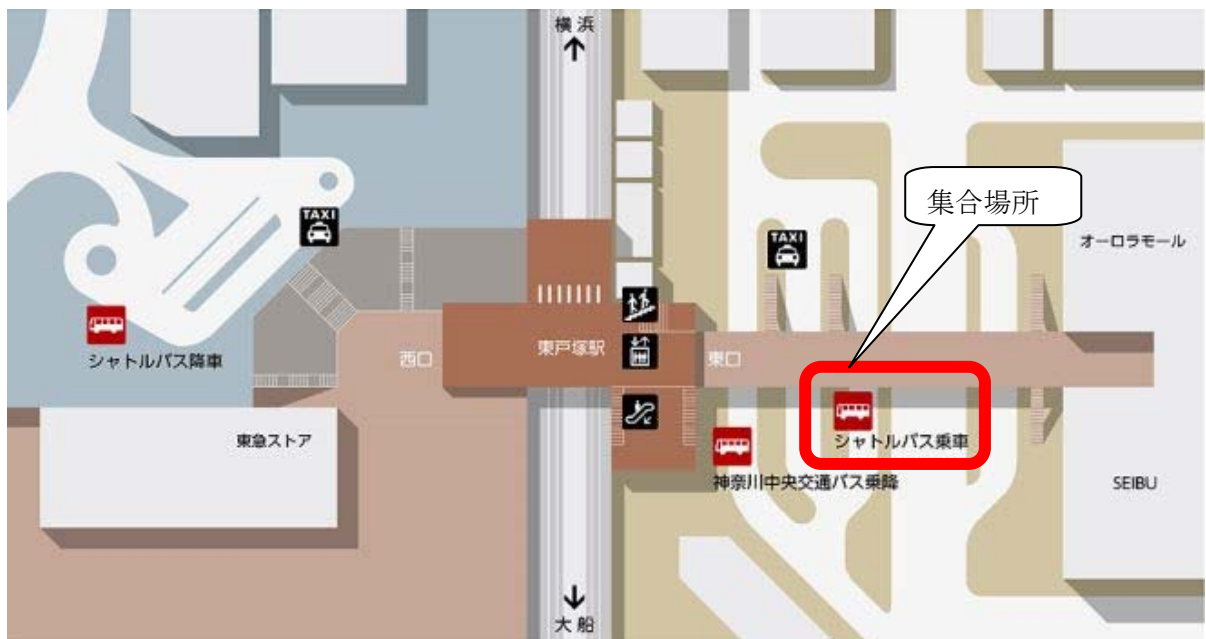 横浜
集合場所
TAXI
TAXI
オーロラモール
東戸塚駅
西口
東口
シャトルバス降車
東急ストア
シャトルバス乗車
神奈川中央交通バス乗降
SEIBU
大船